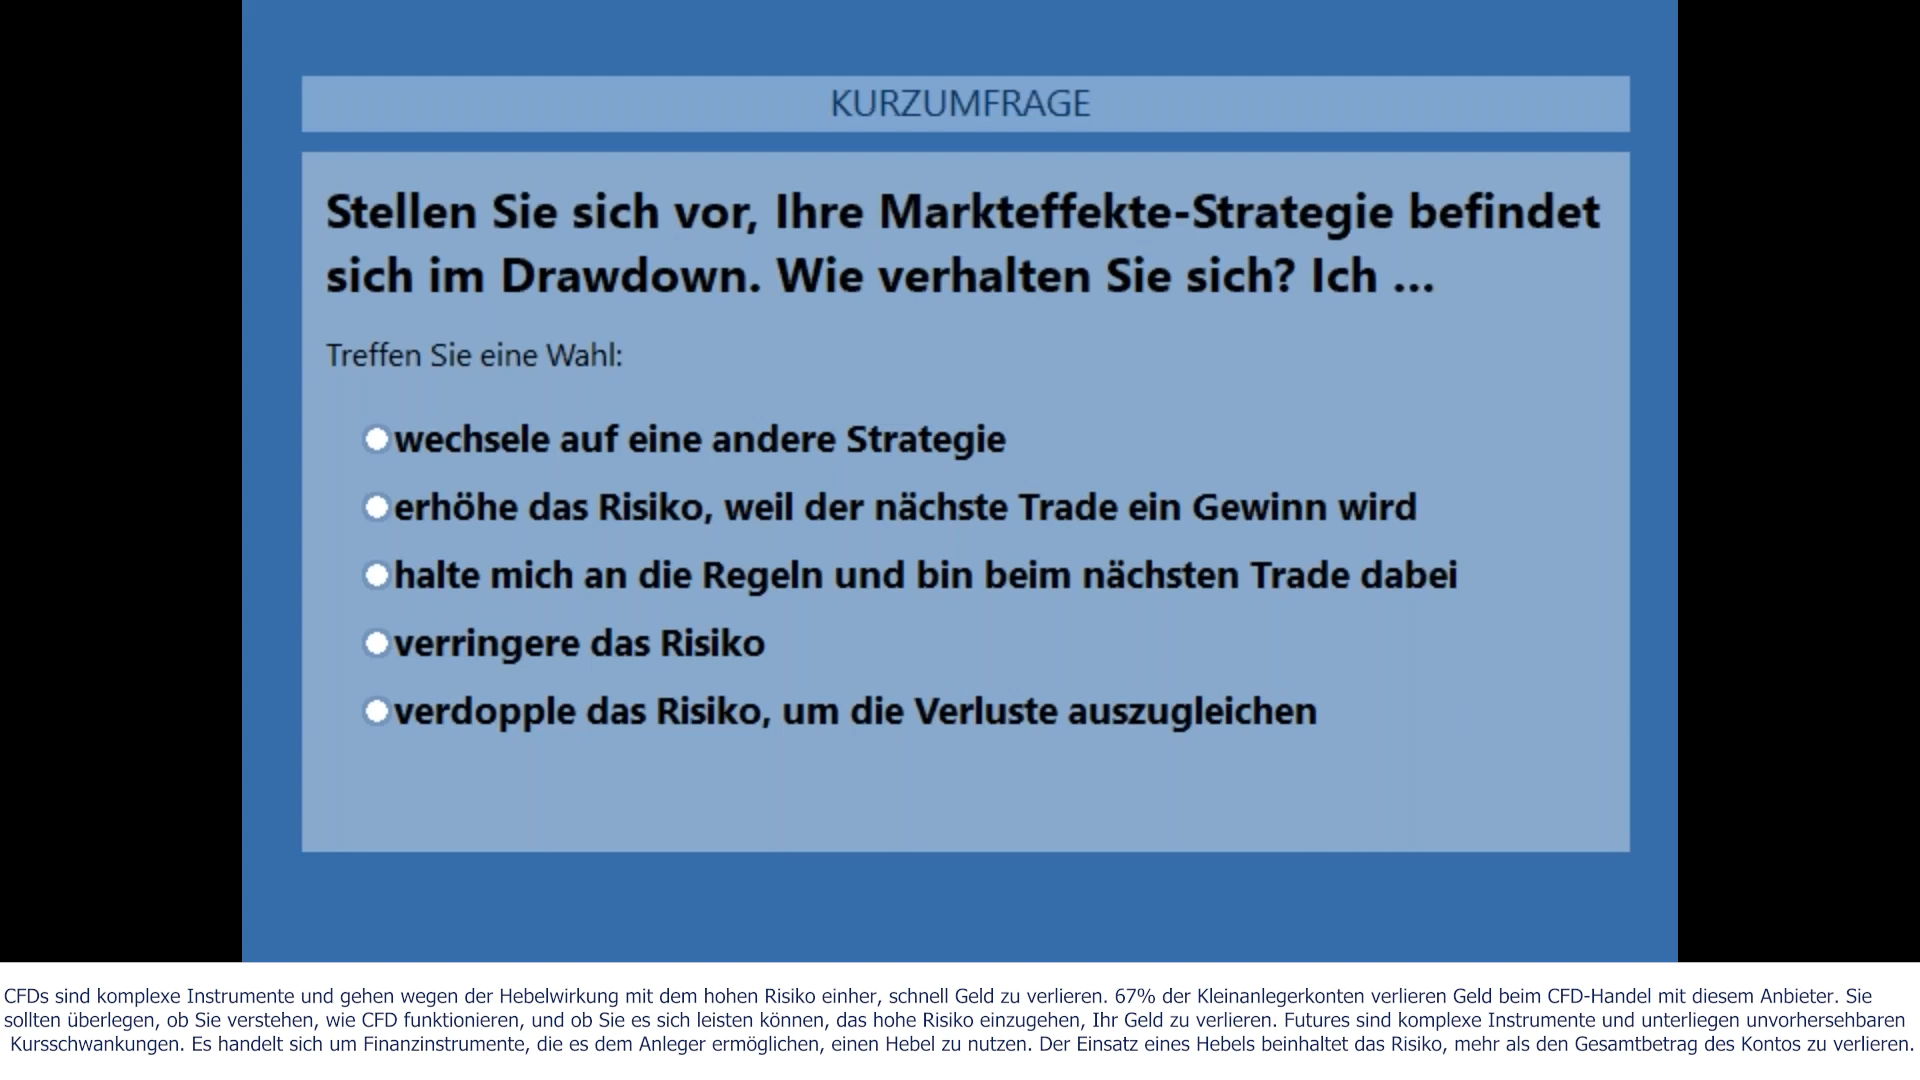 KURZUMFRAGE
Stellen Sie sich vor, Ihre Markteffekte-Strategie befindet
sich im Drawdown. Wie verhalten Sie sich? Ich ...
Treffen Sie eine Wahl:
wechsele auf eine andere Strategie
erhöhe das Risiko, weil der nächste Trade ein Gewinn wird
halte mich an die Regeln und bin beim nächsten Trade dabei
verringere das Risiko
verdopple das Risiko, um die Verluste auszugleichen
CFDs sind komplexe Instrumente und gehen wegen der Hebelwirkung mit dem hohen Risiko einher, schnell Geld zu verlieren. 67% der Kleinanlegerkonten verlieren Geld beim CFD-Handel mit diesem Anbieter. Sie
sollten überlegen, ob Sie verstehen, wie CFD funktionieren, und ob Sie es sich leisten können, das hohe Risiko einzugehen, Ihr Geld zu verlieren. Futures sind komplexe Instrumente und unterliegen unvorhersehbaren
Kursschwankungen. Es handelt sich um Finanzinstrumente, die es dem Anleger ermöglichen, einen Hebel zu nutzen. Der Einsatz eines Hebels beinhaltet das Risiko, mehr als den Gesamtbetrag des Kontos zu verlieren.